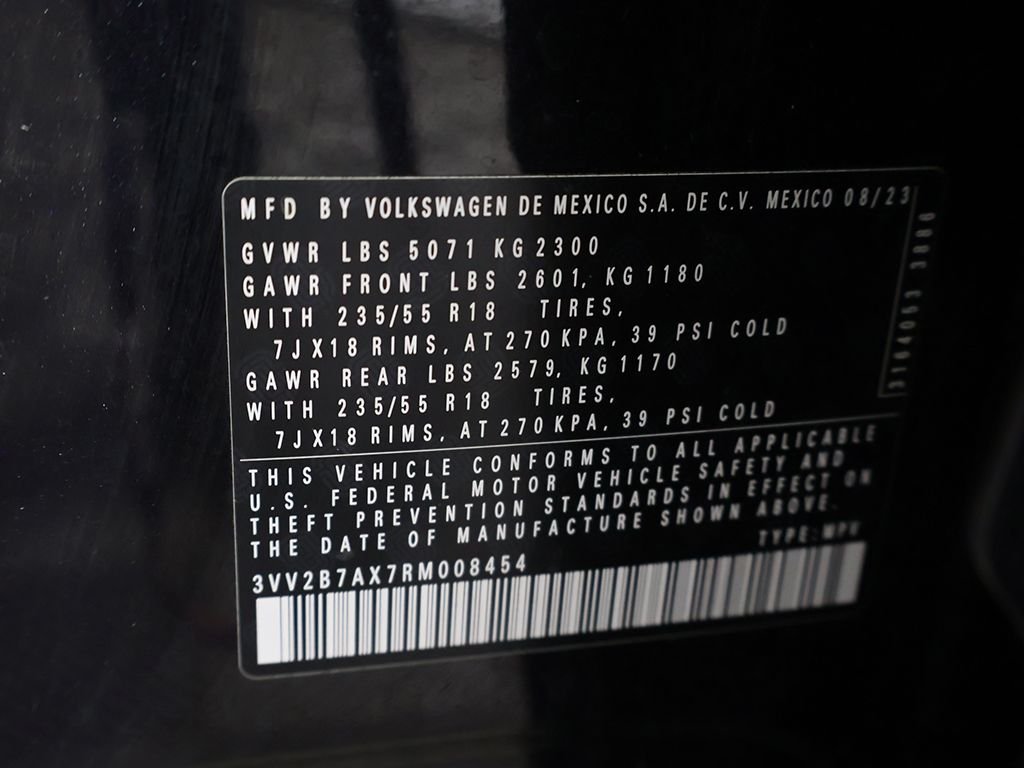 MFD BY VOLKSWAGEN DE MEXICO S.A. DE C.V. MEXICO 08/23
GVWR LBS 5071 KG 2300
GAWR FRONT LBS 2601, KG 1180
WITH 235/55 R18 TIRES,
7JX18 RIMS, AT 270 KPA, 39 PSI COLD
GAWR REAR LBS 2579, KG 1170
WITH 235/55 R18 TIRES,
7JX18 RIMS, AT 270 KPA, 39 PSI COLD
THIS VEHICLE CONFORMS TO ALL APPLICABLE
U.S. FEDERAL MOTOR VEHICLE SAFETY AND
THEFT PREVENTION STANDARDS IN EFFECT ON
THE DATE OF MANUFACTURE SHOWN ABOVE.
TYPE: MPV
3VV2B7AX7RM008454